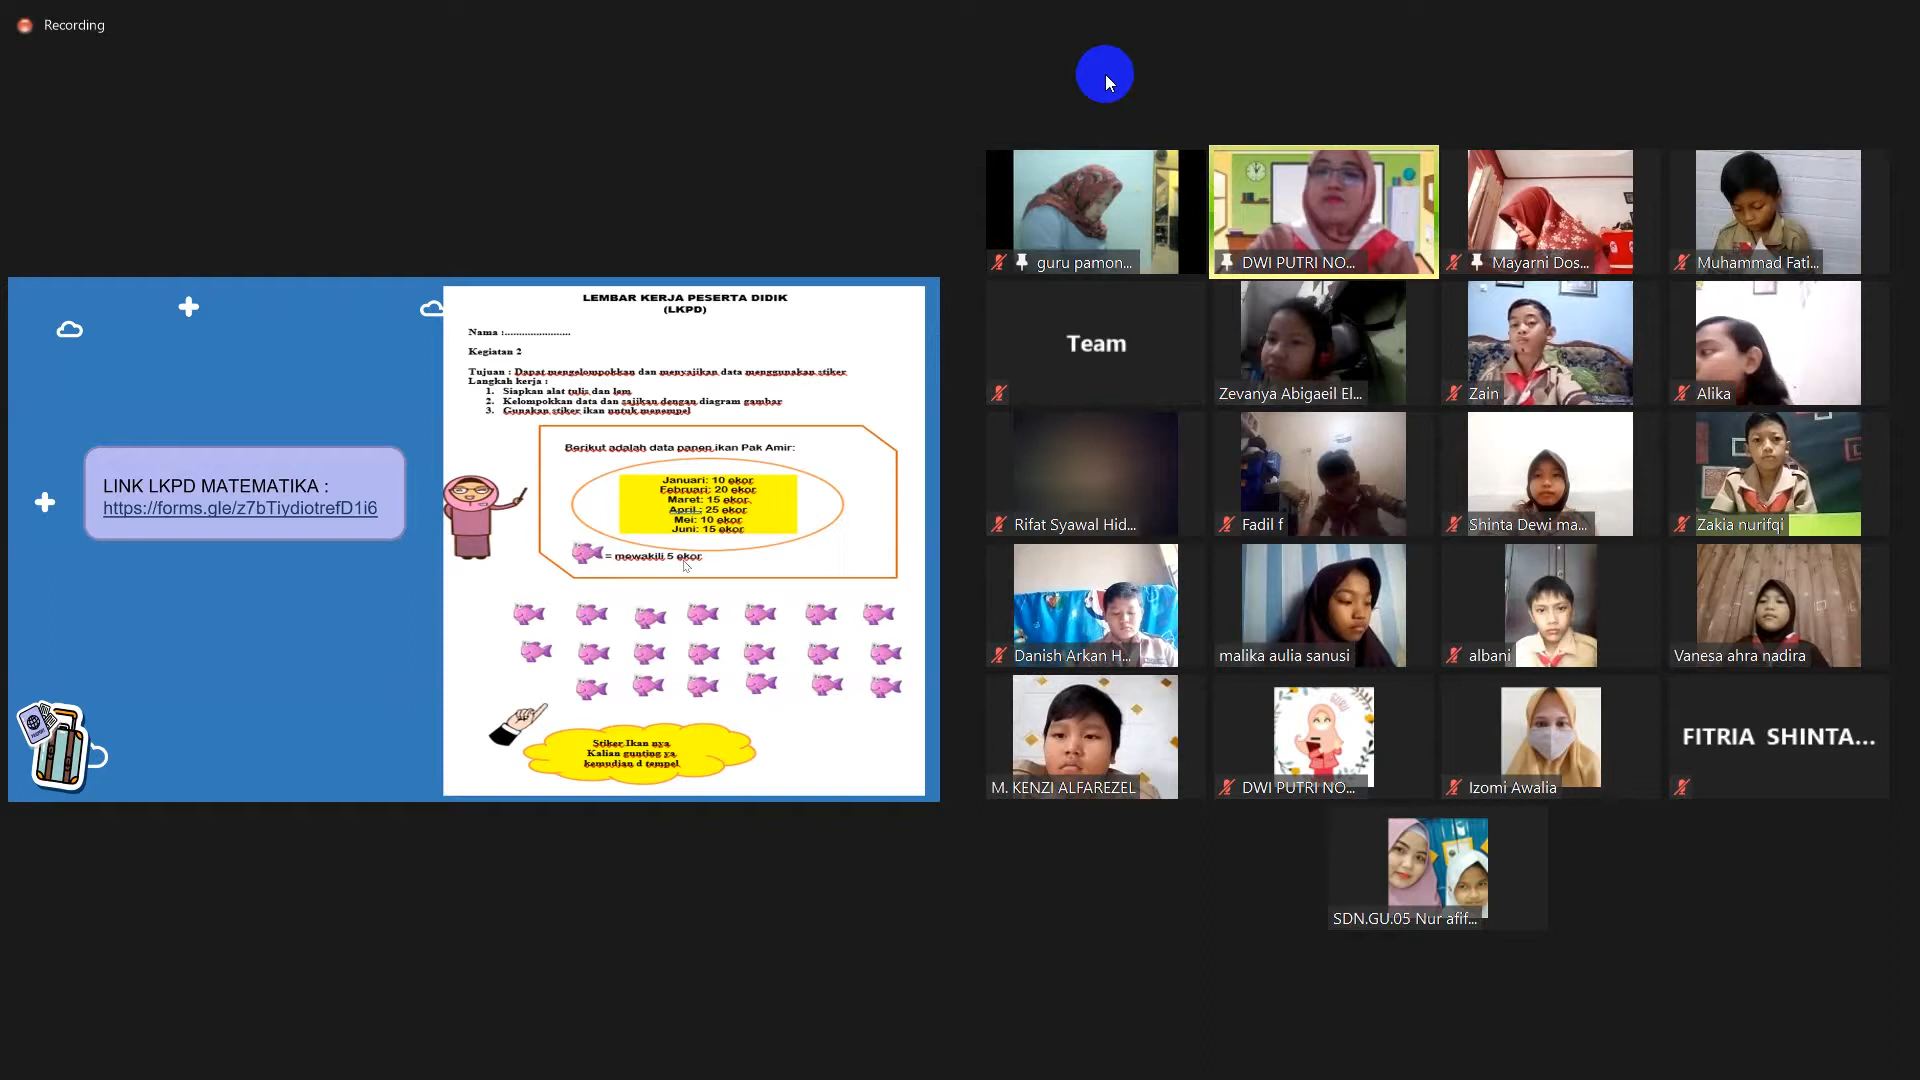 Recording
LINK LKPD MATEMATIKA :
https://forms.gle/z7bTiydiotrefD1i6
LEMBAR KERJA PESERTA DIDIK
(LKPD)
Nama :.......................
Kegiatan 2
Tujuan : Dapat mengelompokkan dan menyajikan data menggunakan stiker
Langkah kerja :
1. Siapkan alat tulis dan lem
2. Kelompokkan data dan sajikan dengan diagram gambar
3. Gunakan stiker ikan untuk menempel
Berikut adalah data panen ikan Pak Amir:
Januari: 10 ekor
Februari: 20 ekor
Maret: 15 ekor
April : 25 ekor
Mei: 10 ekor
Juni: 15 ekor
= mewakili 5 ekor
Stiker Ikan nya
Kalian gunting ya
kemudian d tempel
guru pamon...
DWI PUTRI NO...
Mayarni Dos...
Muhammad Fati...
Team
Zevanya Abigaeil El...
Zain
Alika
Rifat Syawal Hid...
Fadil f
Shinta Dewi ma...
Zakia nurifqi
Danish Arkan H...
malika aulia sanusi
albani
Vanesa ahra nadira
M. KENZI ALFAREZEL
DWI PUTRI NO...
Izomi Awalia
FITRIA SHINTA...
SDN.GU.05 Nur afif...